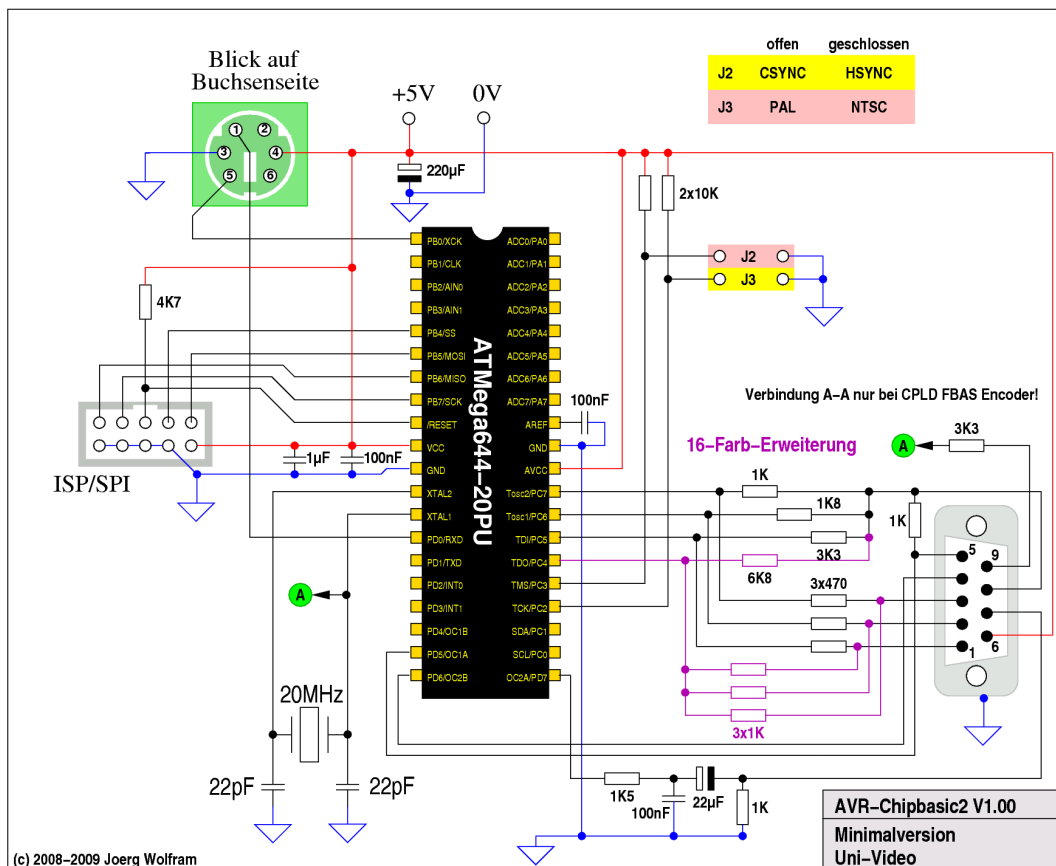 offen geschlossen
J2 CSYNC HSYNC
J3 PAL NTSC
Blick auf
Buchsenseite
1 2
3 4
5 6
+5V 0V
220µF
2x10K
J2
J3
4K7
PB0/XCK ADC0/PA0
PB1/CLK ADC1/PA1
PB2/AIN0 ADC2/PA2
PB3/AIN1 ADC3/PA3
PB4/SS ADC4/PA4
PB5/MOSI ADC5/PA5
PB6/MISO ADC6/PA6
PB7/SCK ADC7/PA7
/RESET AREF
VCC GND
GND AVCC
XTAL2 Tosc2/PC7
XTAL1 Tosc1/PC6
PD0/RXD TDI/PC5
PD1/TXD TDO/PC4
PD2/INT0 TMS/PC3
PD3/INT1 TCK/PC2
PD4/OC1B SDA/PC1
PD5/OC1A SCL/PC0
PD6/OC2B OC2A/PD7
ATMega644-20PU
100nF
Verbindung A-A nur bei CPLD FBAS Encoder!
16-Farb-Erweiterung
A
3K3
ISP/SPI
1µF
100nF
1K
1K8
3K3
6K8
1K
3x470
3x1K
5
9
1
6
A
20MHz
22pF
22pF
1K5
100nF
22µF
1K
AVR-Chipbasic2 V1.00
Minimalversion
Uni-Video
(c) 2008-2009 Joerg Wolfram